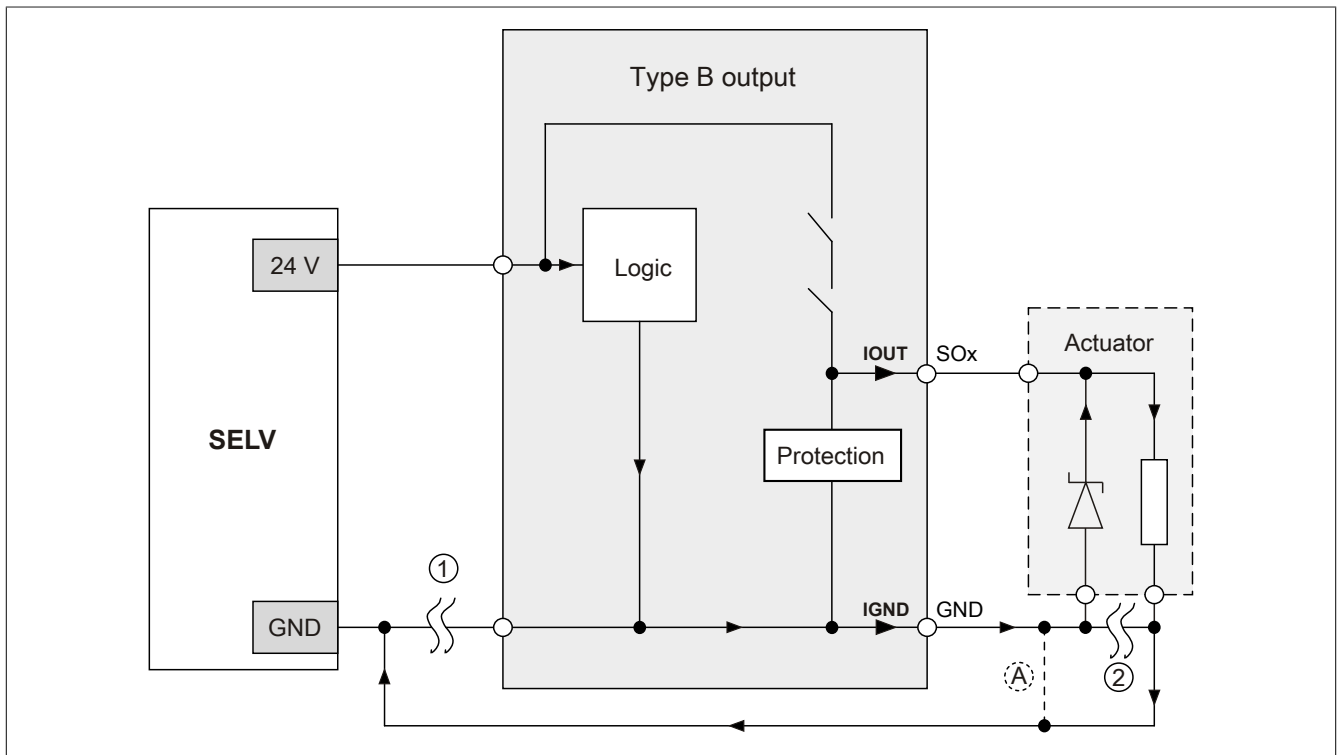 Type B output
24 V
Logic
IOUT
SOx
Actuator
SELV
Protection
1
GND
IGND
GND
A
2